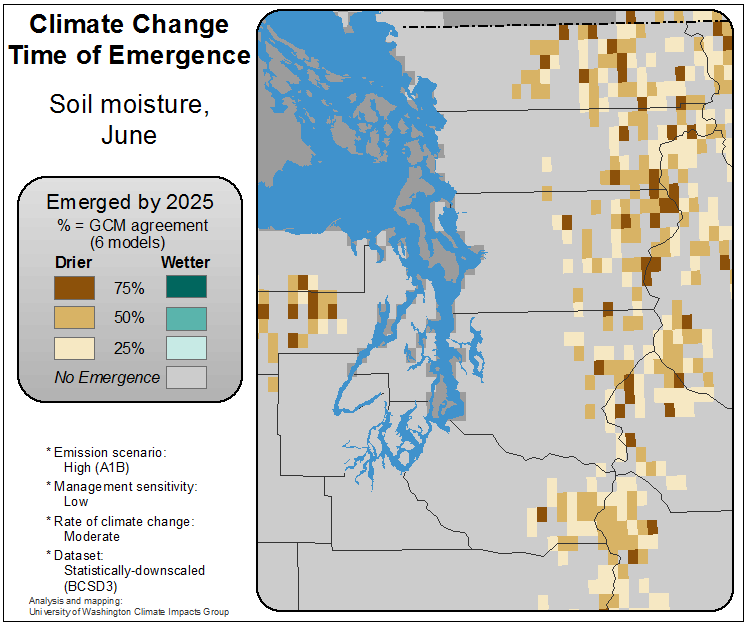 Climate Change
Time of Emergence
Soil moisture,
June
Emerged by 2025
% = GCM agreement
(6 models)
Drier Wetter
75%
50%
25%
No Emergence
* Emission scenario:
High (A1B)
* Management sensitivity:
Low
* Rate of climate change:
Moderate
* Dataset:
Statistically-downscaled
(BCSD3)
Analysis and mapping:
University of Washington Climate Impacts Group